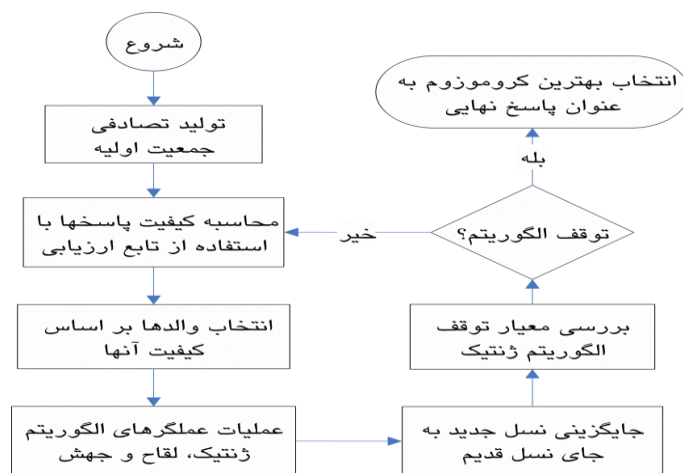 شروع
تولید تصادفی
جمعیت اولیه
محاسبه کیفیت پاسخها با
استفاده از تابع ارزیابی
انتخاب والدها بر اساس
کیفیت آنها
عملیات عملگرهای الگوریتم
ژنتیک، لقاح و جهش
جایگزینی نسل جدید به
جای نسل قدیم
بررسی معیار توقف
الگوریتم ژنتیک
توقف الگوریتم؟
خیر
بله
انتخاب بهترین کروموزوم به
عنوان پاسخ نهایی